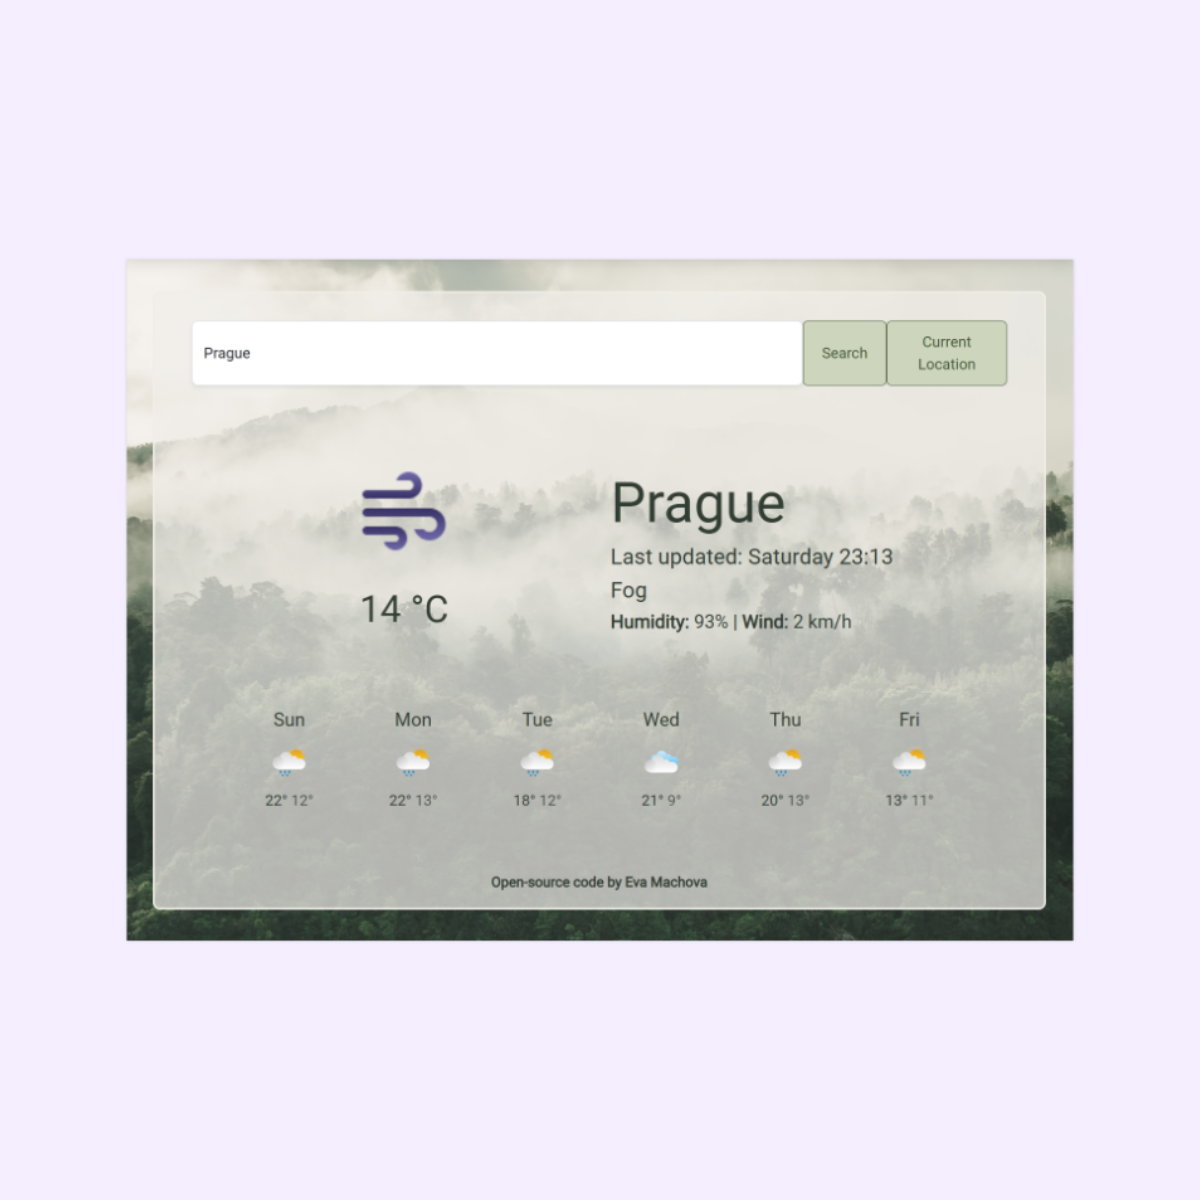 Prague
Search
Current
Location
Prague
Last updated: Saturday 23:13
Fog
Humidity: 93% | Wind: 2 km/h
14 °C
Sun Mon Tue Wed Thu Fri
22° 12° 22° 13° 18° 12° 21° 9° 20° 13° 13° 11°
Open-source code by Eva Machova